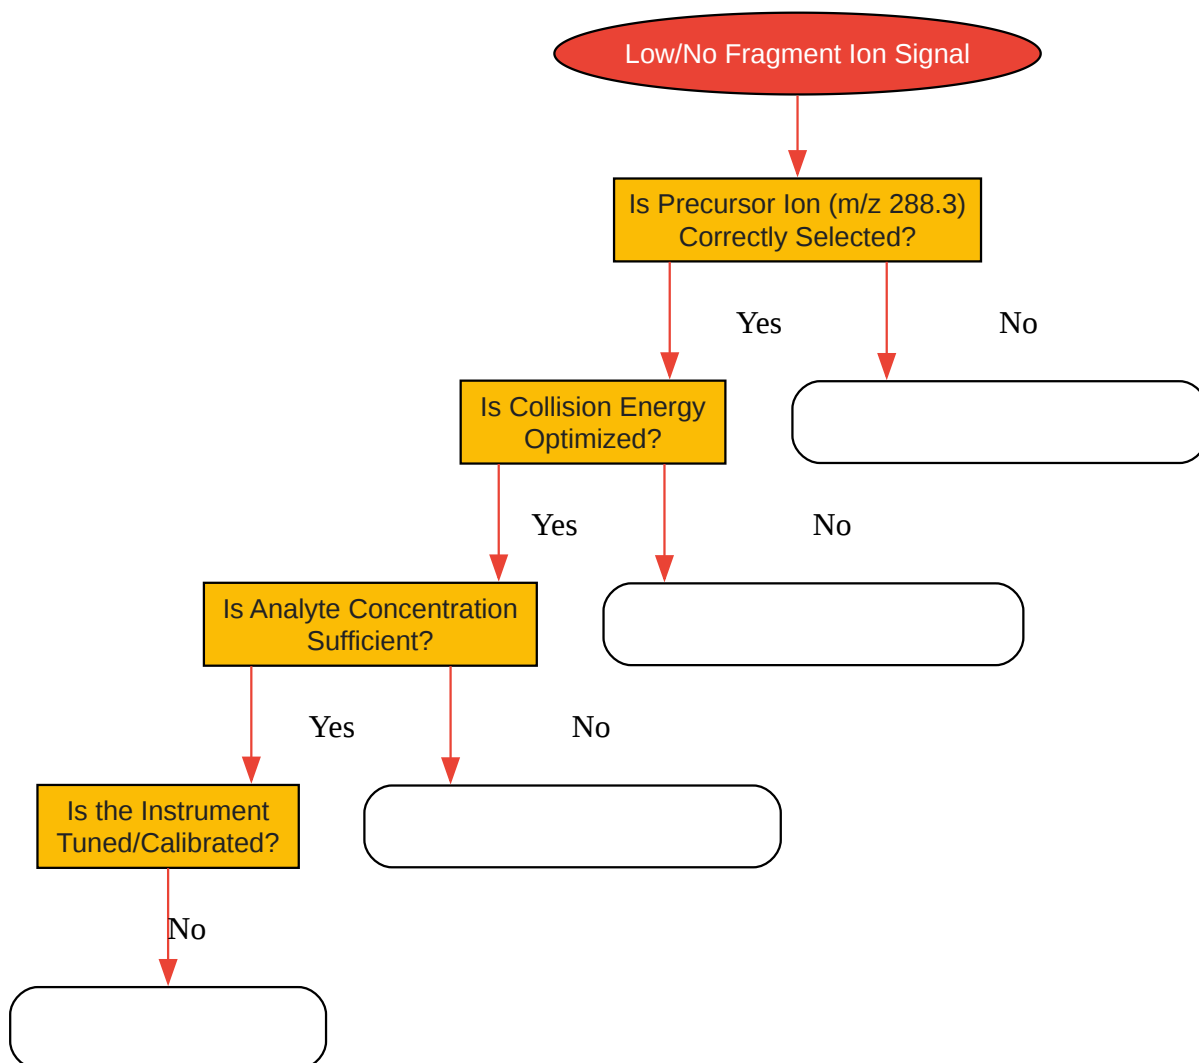 Low/No Fragment Ion Signal
Is Precursor Ion (m/z 288.3)
Correctly Selected?
Yes
No
Is Collision Energy
Optimized?
Yes
No
Is Analyte Concentration
Sufficient?
Yes
No
Is the Instrument
Tuned/Calibrated?
No